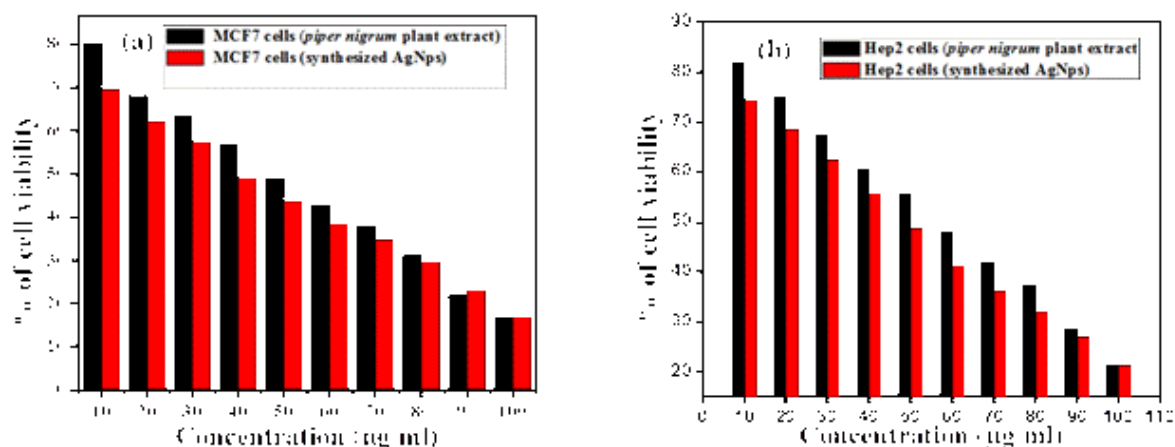 (a)
MCF7 cells (piper nigrum plant extract)
MCF7 cells (synthesized AgNps)
of cell viability
Concentration
10 20 30 40 50 60 70 100
(b)
Hep2 cells (piper nigrum plant extract
Hep2 cells (synthesized AgNps)
90
80
70
60
50
40
30
20
of cell viability
0 10 20 30 40 50 60 70 80 90 100 110
Concentration